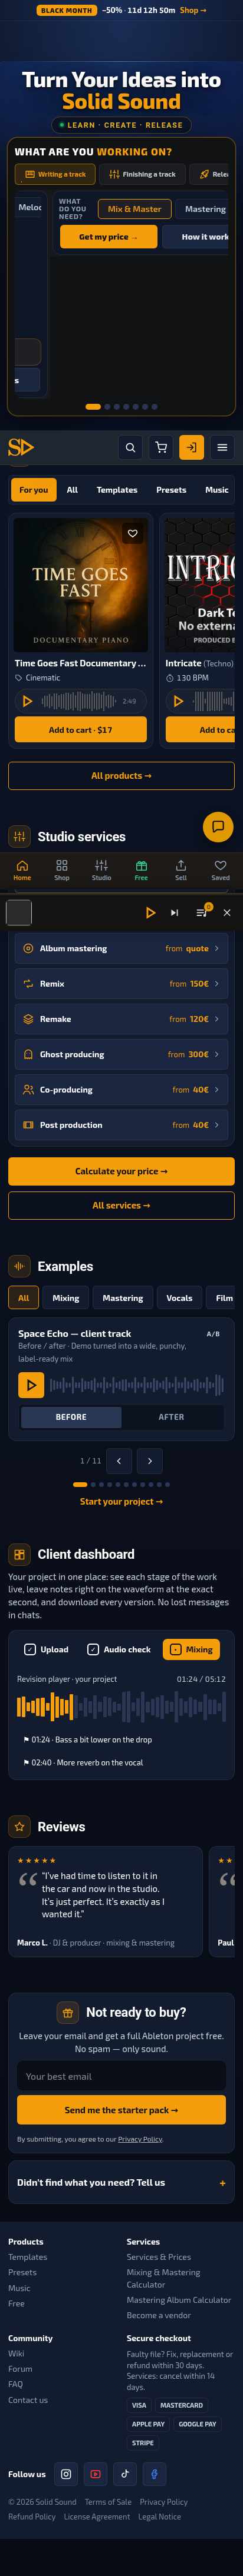 BLACK MONTH -50% · 11d 12h 50m Shop →
Turn Your Ideas into
Solid Sound
LEARN · CREATE · RELEASE
WHAT ARE YOU WORKING ON?
Writing a track
Finishing a track
WHAT
DO YOU
NEED?
Mix & Master
Mastering
Get my price →
How it work
SD
For you
All
Templates
Presets
Music
TIME GOES
FAST
DOCUMENTARY PIANO
Time Goes Fast Documentary ...
Cinematic
2:49
Add to cart · $17
Intricate (Techno)
130 BPM
All products →
Studio services
Home
Shop
Studio
Free
Sell
Saved
0
Album mastering from quote
Remix from 150€
Remake from 120€
Ghost producing from 300€
Co-producing from 40€
Post production from 40€
Calculate your price →
All services →
Examples
All
Mixing
Mastering
Vocals
Film
Space Echo — client track A/B
Before / after · Demo turned into a wide, punchy,
label-ready mix
BEFORE
AFTER
1 / 11
Start your project →
Client dashboard
Your project in one place: see each stage of the work
live, leave notes right on the waveform at the exact
second, and download every version. No lost messages
in chats.
Upload
Audio check
Mixing
Revision player · your project 01:24 / 05:12
01:24 · Bass a bit lower on the drop
02:40 · More reverb on the vocal
Reviews
★★★★★
“I've had time to listen to it in
the car and now in the studio.
It's just perfect. It's exactly as I
wanted it.”
Marco L. · DJ & producer · mixing & mastering
Not ready to buy?
Leave your email and get a full Ableton project free.
No spam — only sound.
Your best email
Send me the starter pack →
By submitting, you agree to our Privacy Policy.
Didn't find what you need? Tell us +
Products
Templates
Presets
Music
Free
Services
Services & Prices
Mixing & Mastering
Calculator
Mastering Album Calculator
Become a vendor
Community
Wiki
Forum
FAQ
Contact us
Secure checkout
Faulty file? Fix, replacement or
refund within 30 days.
Services: cancel within 14
days.
VISA
MASTERCARD
APPLE PAY
GOOGLE PAY
STRIPE
Follow us
© 2026 Solid Sound Terms of Sale Privacy Policy
Refund Policy License Agreement Legal Notice